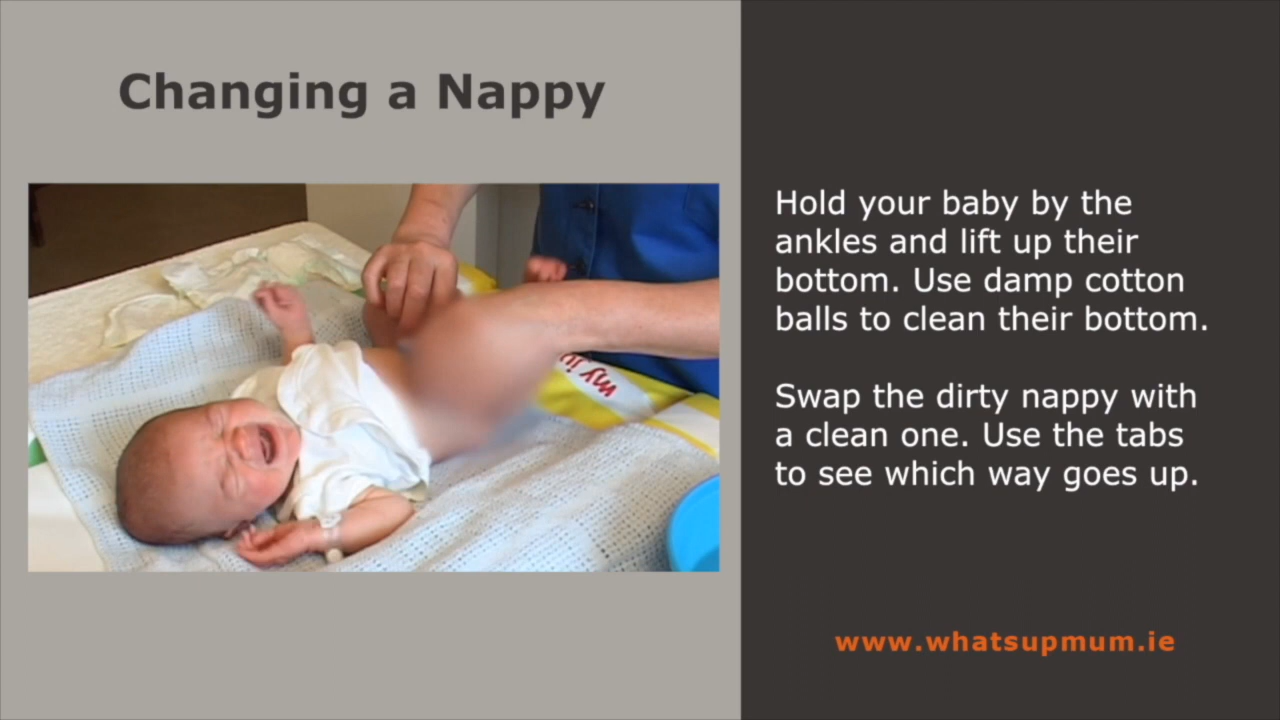 Changing a Nappy
Hold your baby by the
ankles and lift up their
bottom. Use damp cotton
balls to clean their bottom.
Swap the dirty nappy with
a clean one. Use the tabs
to see which way goes up.
www.whatsupmum.ie
my ju